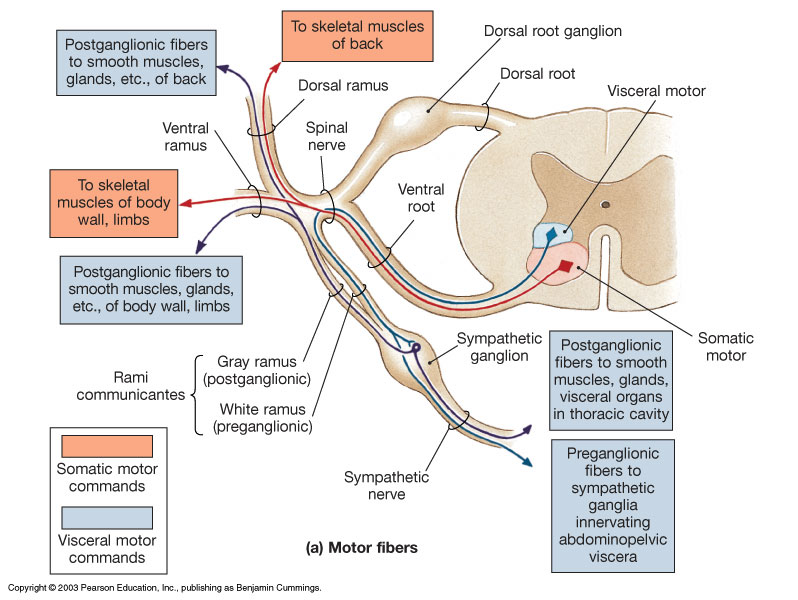 Postganglionic fibers
to smooth muscles,
glands, etc., of back
To skeletal muscles
of back
Dorsal root ganglion
Dorsal root
Visceral motor
Dorsal ramus
Ventral
ramus
Spinal
nerve
To skeletal
muscles of body
wall, limbs
Ventral
root
Postganglionic fibers to
smooth muscles, glands,
etc., of body wall, limbs
Sympathetic
ganglion
Somatic
motor
Postganglionic
fibers to smooth
muscles, glands,
visceral organs
in thoracic cavity
Rami
communicantes
Gray ramus
(postganglionic)
White ramus
(preganglionic)
Somatic motor
commands
Visceral motor
commands
Sympathetic
nerve
Preganglionic
fibers to
sympathetic
ganglia
innervating
abdominopelvic
viscera
(a) Motor fibers
Copyright © 2003 Pearson Education, Inc., publishing as Benjamin Cummings.